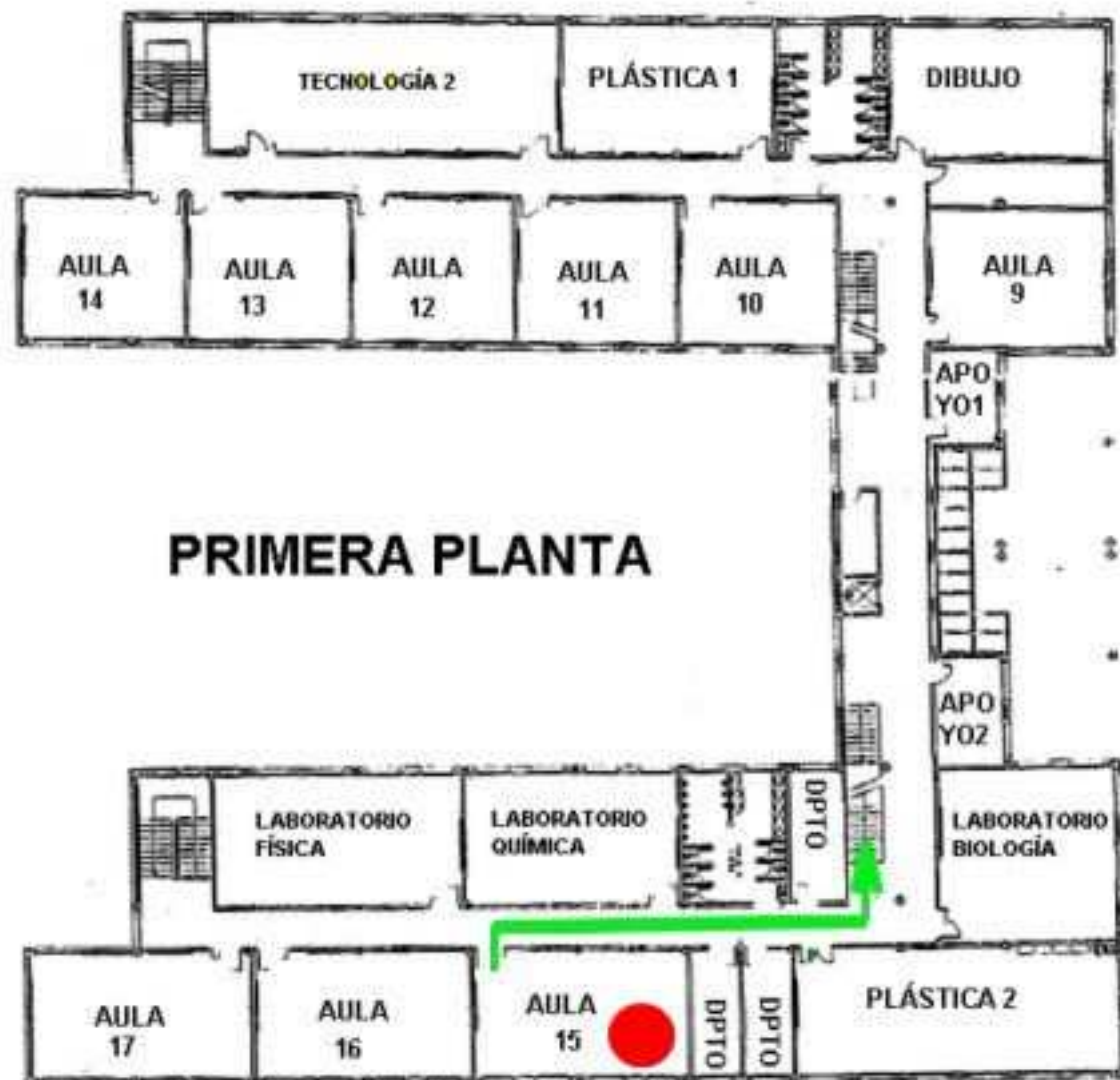 TECNOLOGÍA 2
PLÁSTICA 1
DIBUJO
AULA
14
AULA
13
AULA
12
AULA
11
AULA
10
AULA
9
APO
YO1
PRIMERA PLANTA
APO
YO2
LABORATORIO
FÍSICA
LABORATORIO
QUÍMICA
DPTO
LABORATORIO
BIOLOGÍA
AULA
17
AULA
16
AULA
15
DPTO
DPTO
PLÁSTICA 2